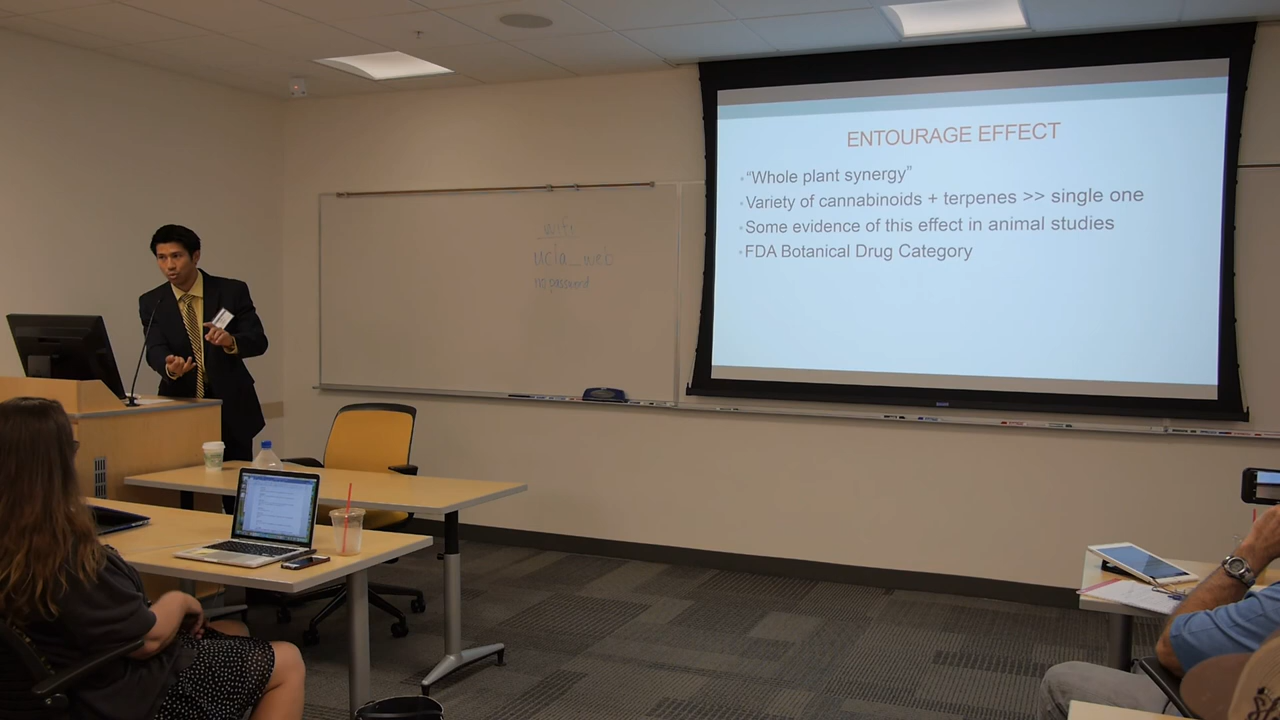 ENTOURAGE EFFECT
“Whole plant synergy”
Variety of cannabinoids + terpenes >> single one
Some evidence of this effect in animal studies
FDA Botanical Drug Category
wifi
ucla_web
no password